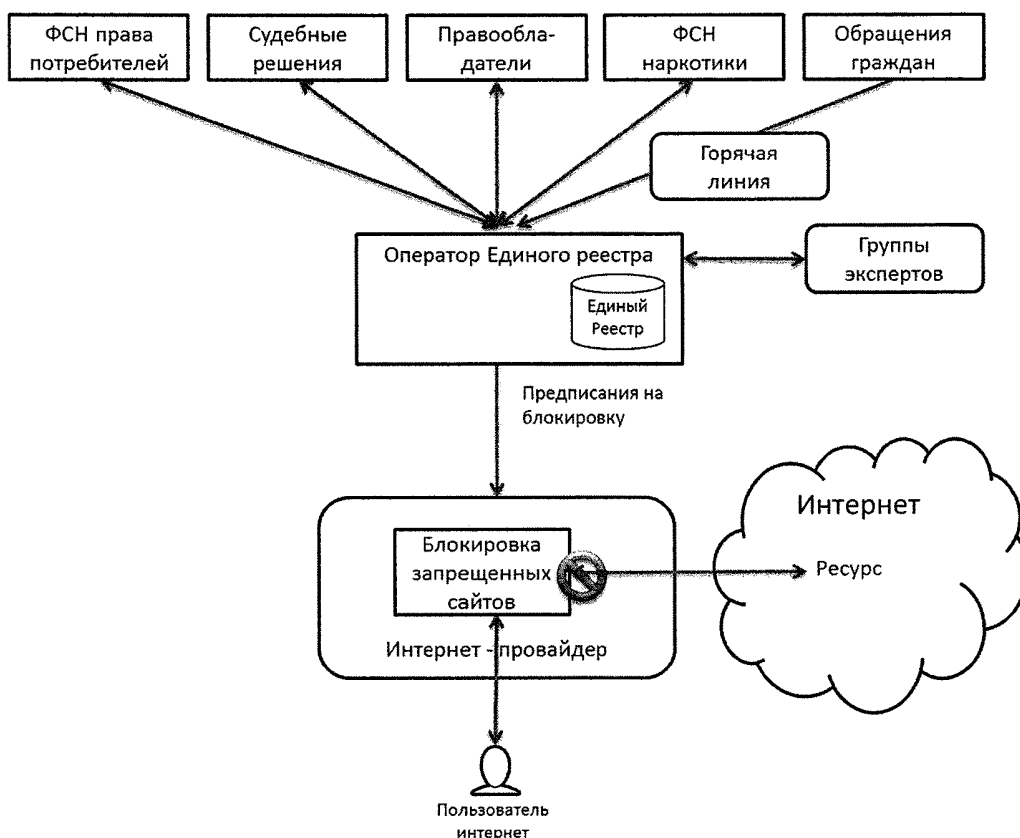 ФСН права
потребителей
Судебные
решения
Правообла-
датели
ФСН
наркотики
Обращения
граждан
Горячая
линия
Оператор Единого реестра
Единый
Реестр
Группы
экспертов
Предписания на
блокировку
Интернет
Ресурс
Блокировка
запрещенных
сайтов
Интернет - провайдер
Пользователь
интернет